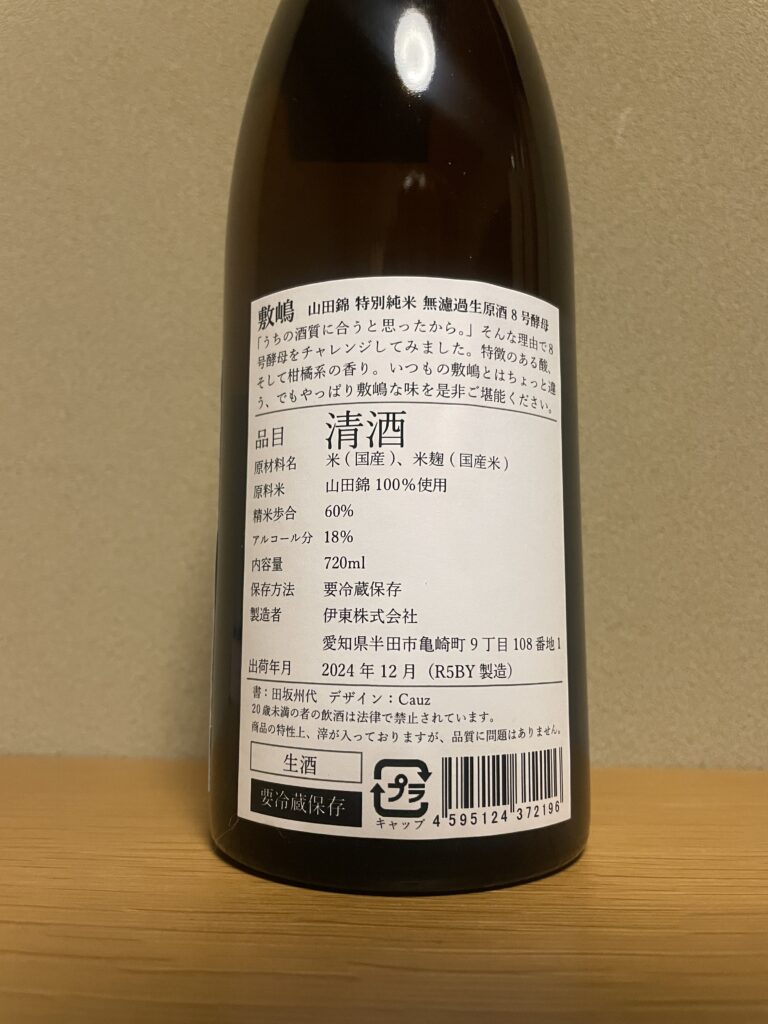 敷嶋 山田錦 特別純米 無濾過生原酒 8 号酵母
「うちの酒質に合うと思ったから。」そんな理由で8
号酵母をチャレンジしてみました。特徴のある酸、
そして柑橘系の香り。いつもの敷嶋とはちょっと違
う、でもやっぱり敷嶋な味を是非ご堪能ください。
品目 清酒
原材料名 米 ( 国産 )、米麹 ( 国産米 )
原料米 山田錦 100%使用
精米歩合 60%
アルコール分 18%
内容量 720ml
保存方法 要冷蔵保存
製造者 伊東株式会社
愛知県半田市亀崎町 9 丁目 108 番地 1
出荷年月 2024 年 12 月 (R5BY 製造)
書：田坂州代 デザイン：Cauz
20 歳未満の者の飲酒は法律で禁止されています。
商品の特性上、滓が入っておりますが、品質に問題はありません。
生酒
要冷蔵保存
プラ
キャップ
4 595124 372196